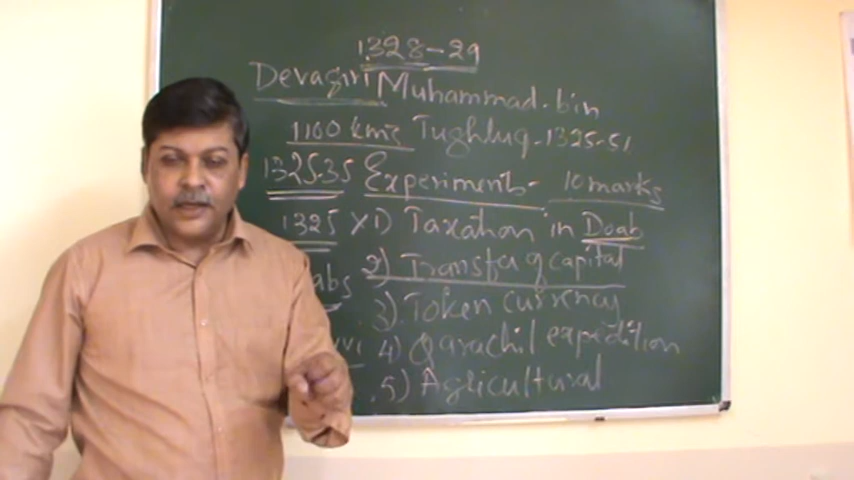 1328-29
Devagiri Muhammad.bin
1100 kms Tughluq-1325-51
1325-35 Experiments- 10 marks
1325 X 1) Taxation in Doab
abs 2) Transfer of capital
3) Token currency
4) Qarachil expedition
5) Agricultural